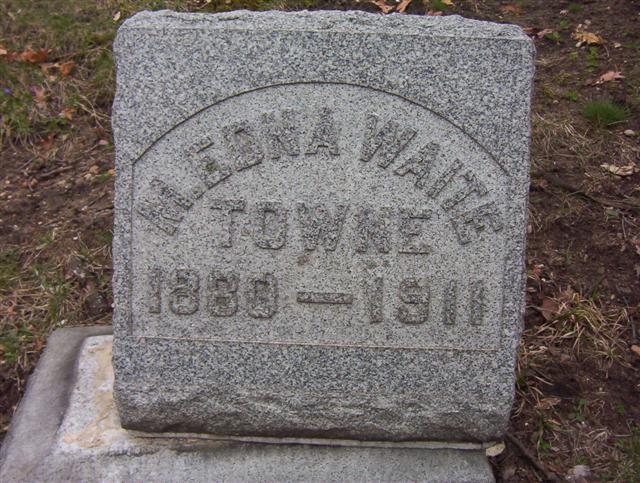 M. EDNA WAITE
TOWNE
1880 — 1911